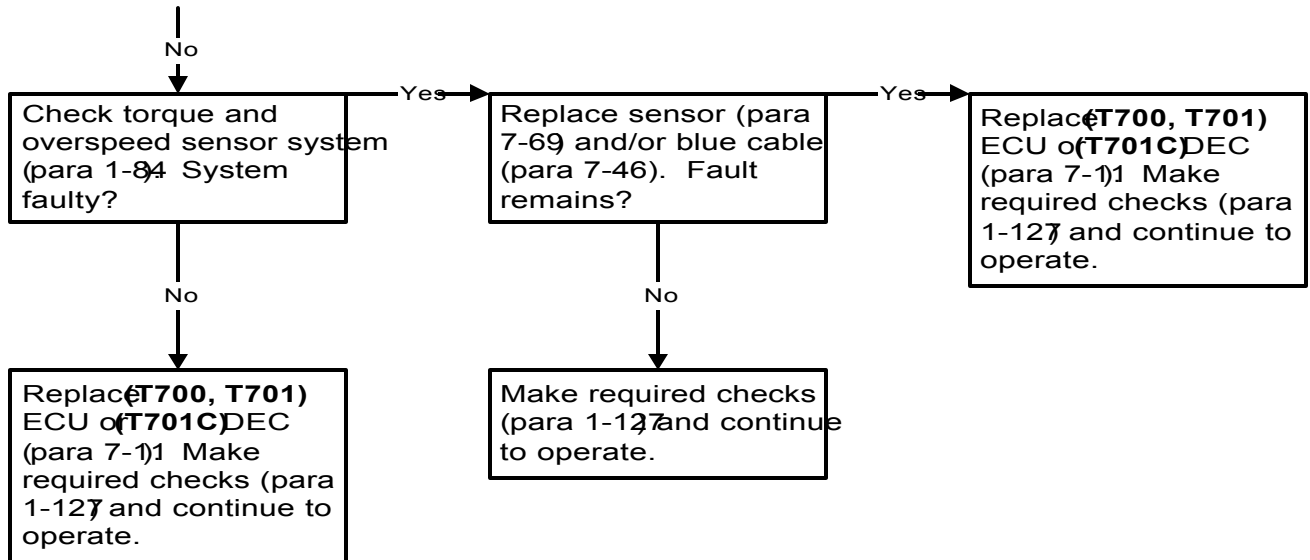 No
Check torque and
overspeed sensor system
(para 1-84). System
faulty?
Yes
Replace sensor (para
7-69) and/or blue cable
(para 7-46). Fault
remains?
Yes
Replace (T700, T701)
ECU or (T701C) DEC
(para 7-11). Make
required checks (para
1-127) and continue to
operate.
No
No
Replace (T700, T701)
ECU or (T701C) DEC
(para 7-11). Make
required checks (para
1-127) and continue to
operate.
Make required checks
(para 1-127) and continue
to operate.